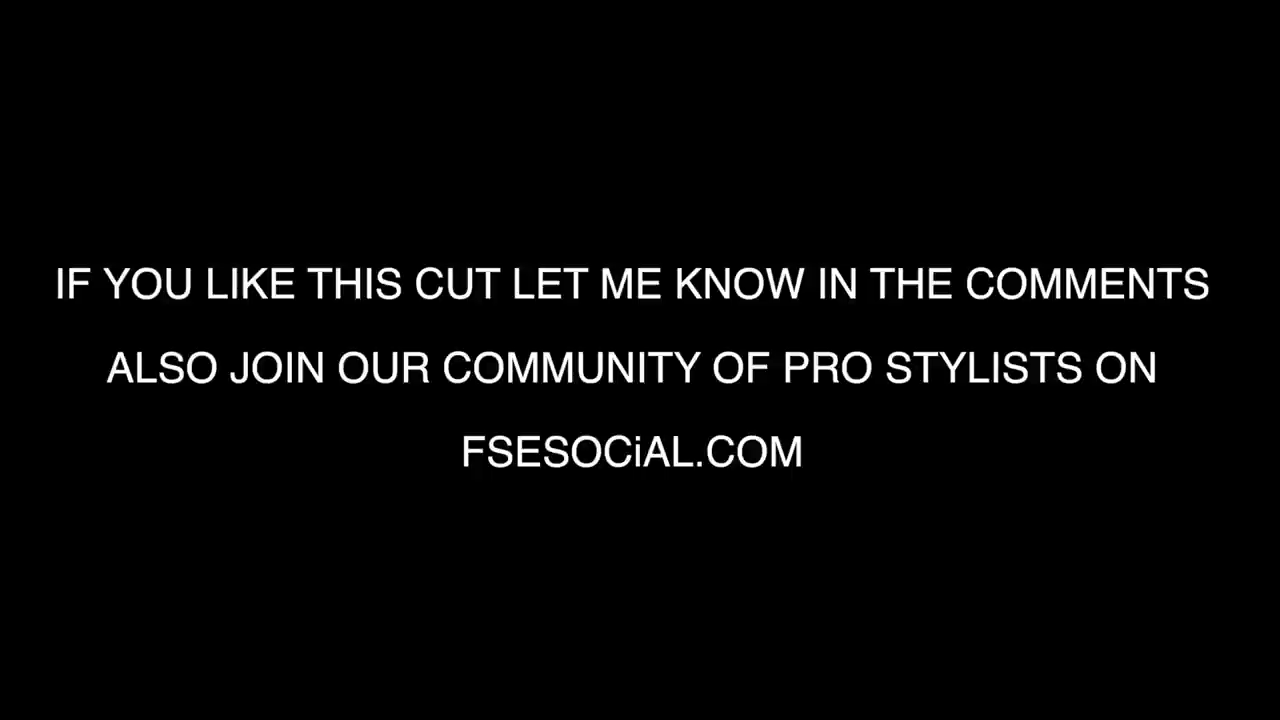 IF YOU LIKE THIS CUT LET ME KNOW IN THE COMMENTS
ALSO JOIN OUR COMMUNITY OF PRO STYLISTS ON
FSESOCiAL.COM